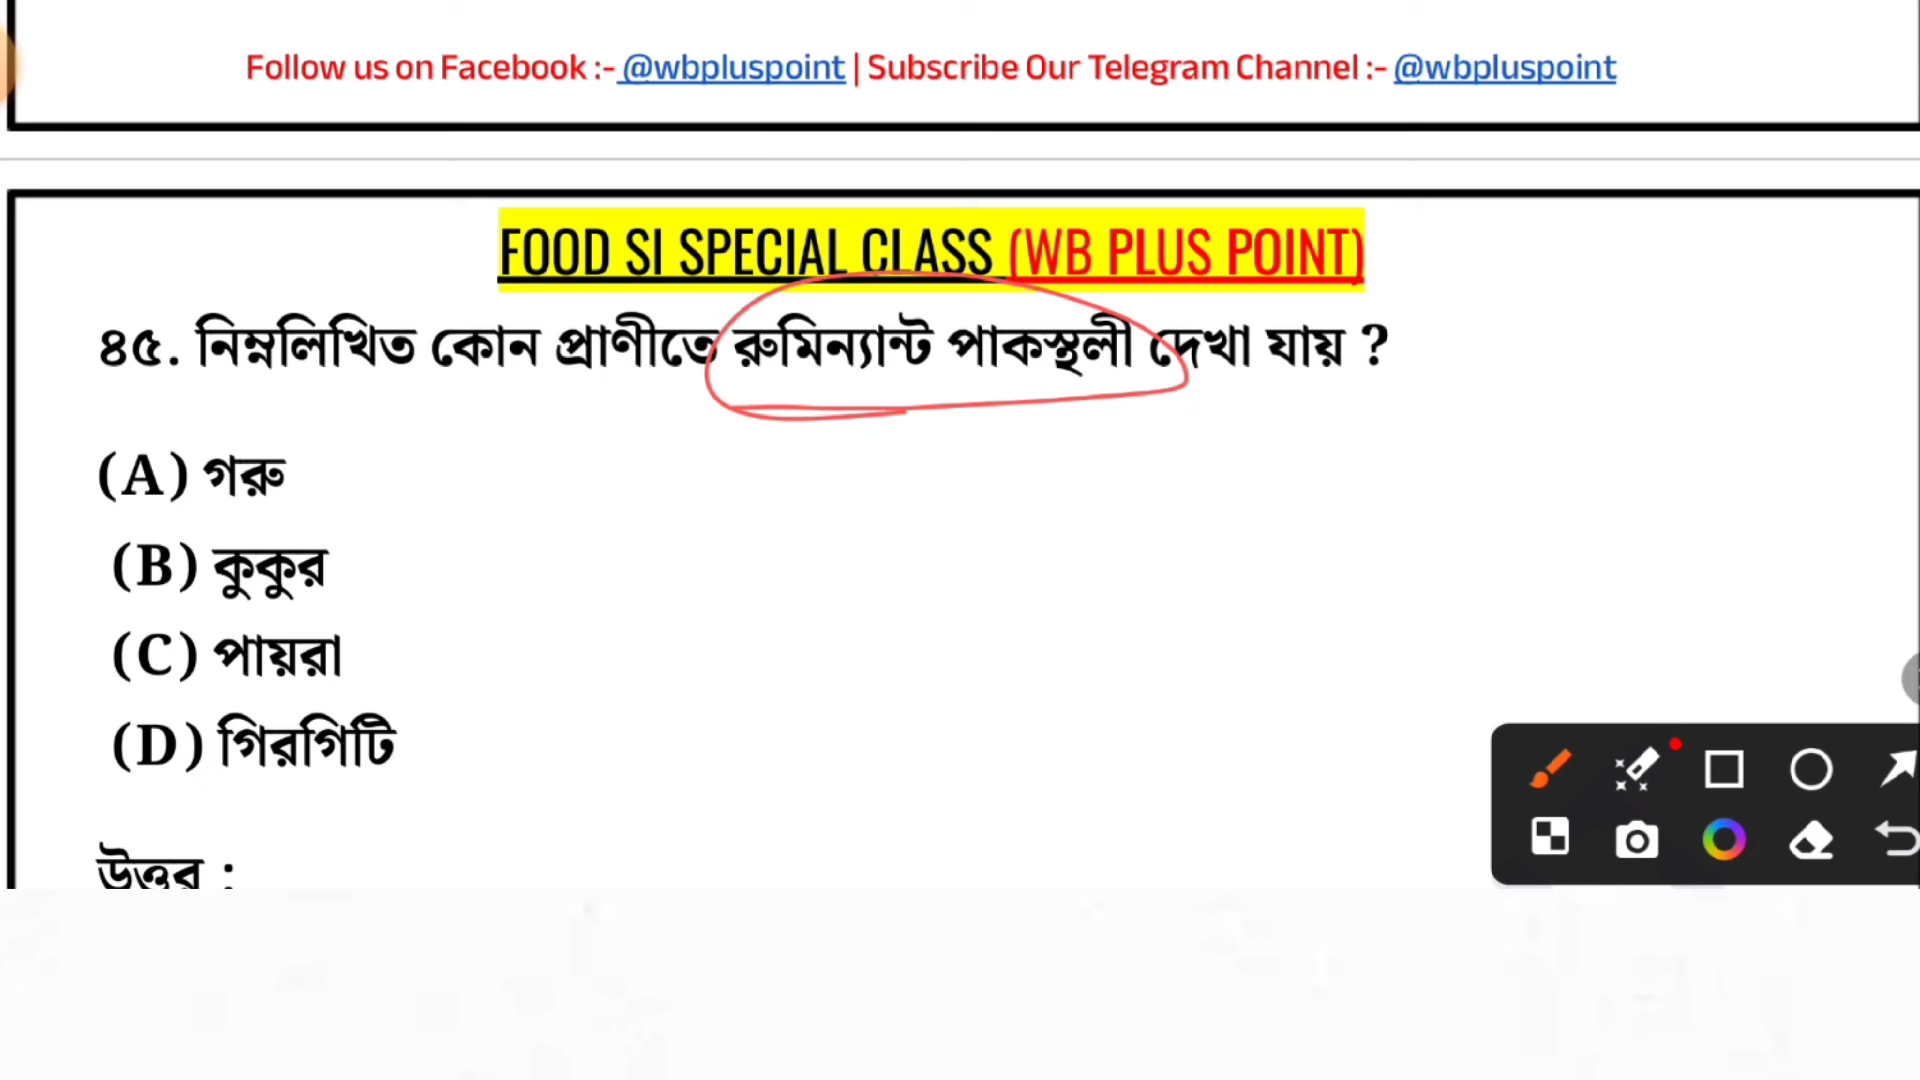 Follow us on Facebook :- @wbpluspoint | Subscribe Our Telegram Channel :- @wbpluspoint
FOOD SI SPECIAL CLASS (WB PLUS POINT)
৪৫. নিম্নলিখিত কোন প্রাণীতে রুমিন্যান্ট পাকস্থলী দেখা যায় ?
(A) গরু
(B) কুকুর
(C) পায়রা
(D) গিরগিটি
উত্তর :